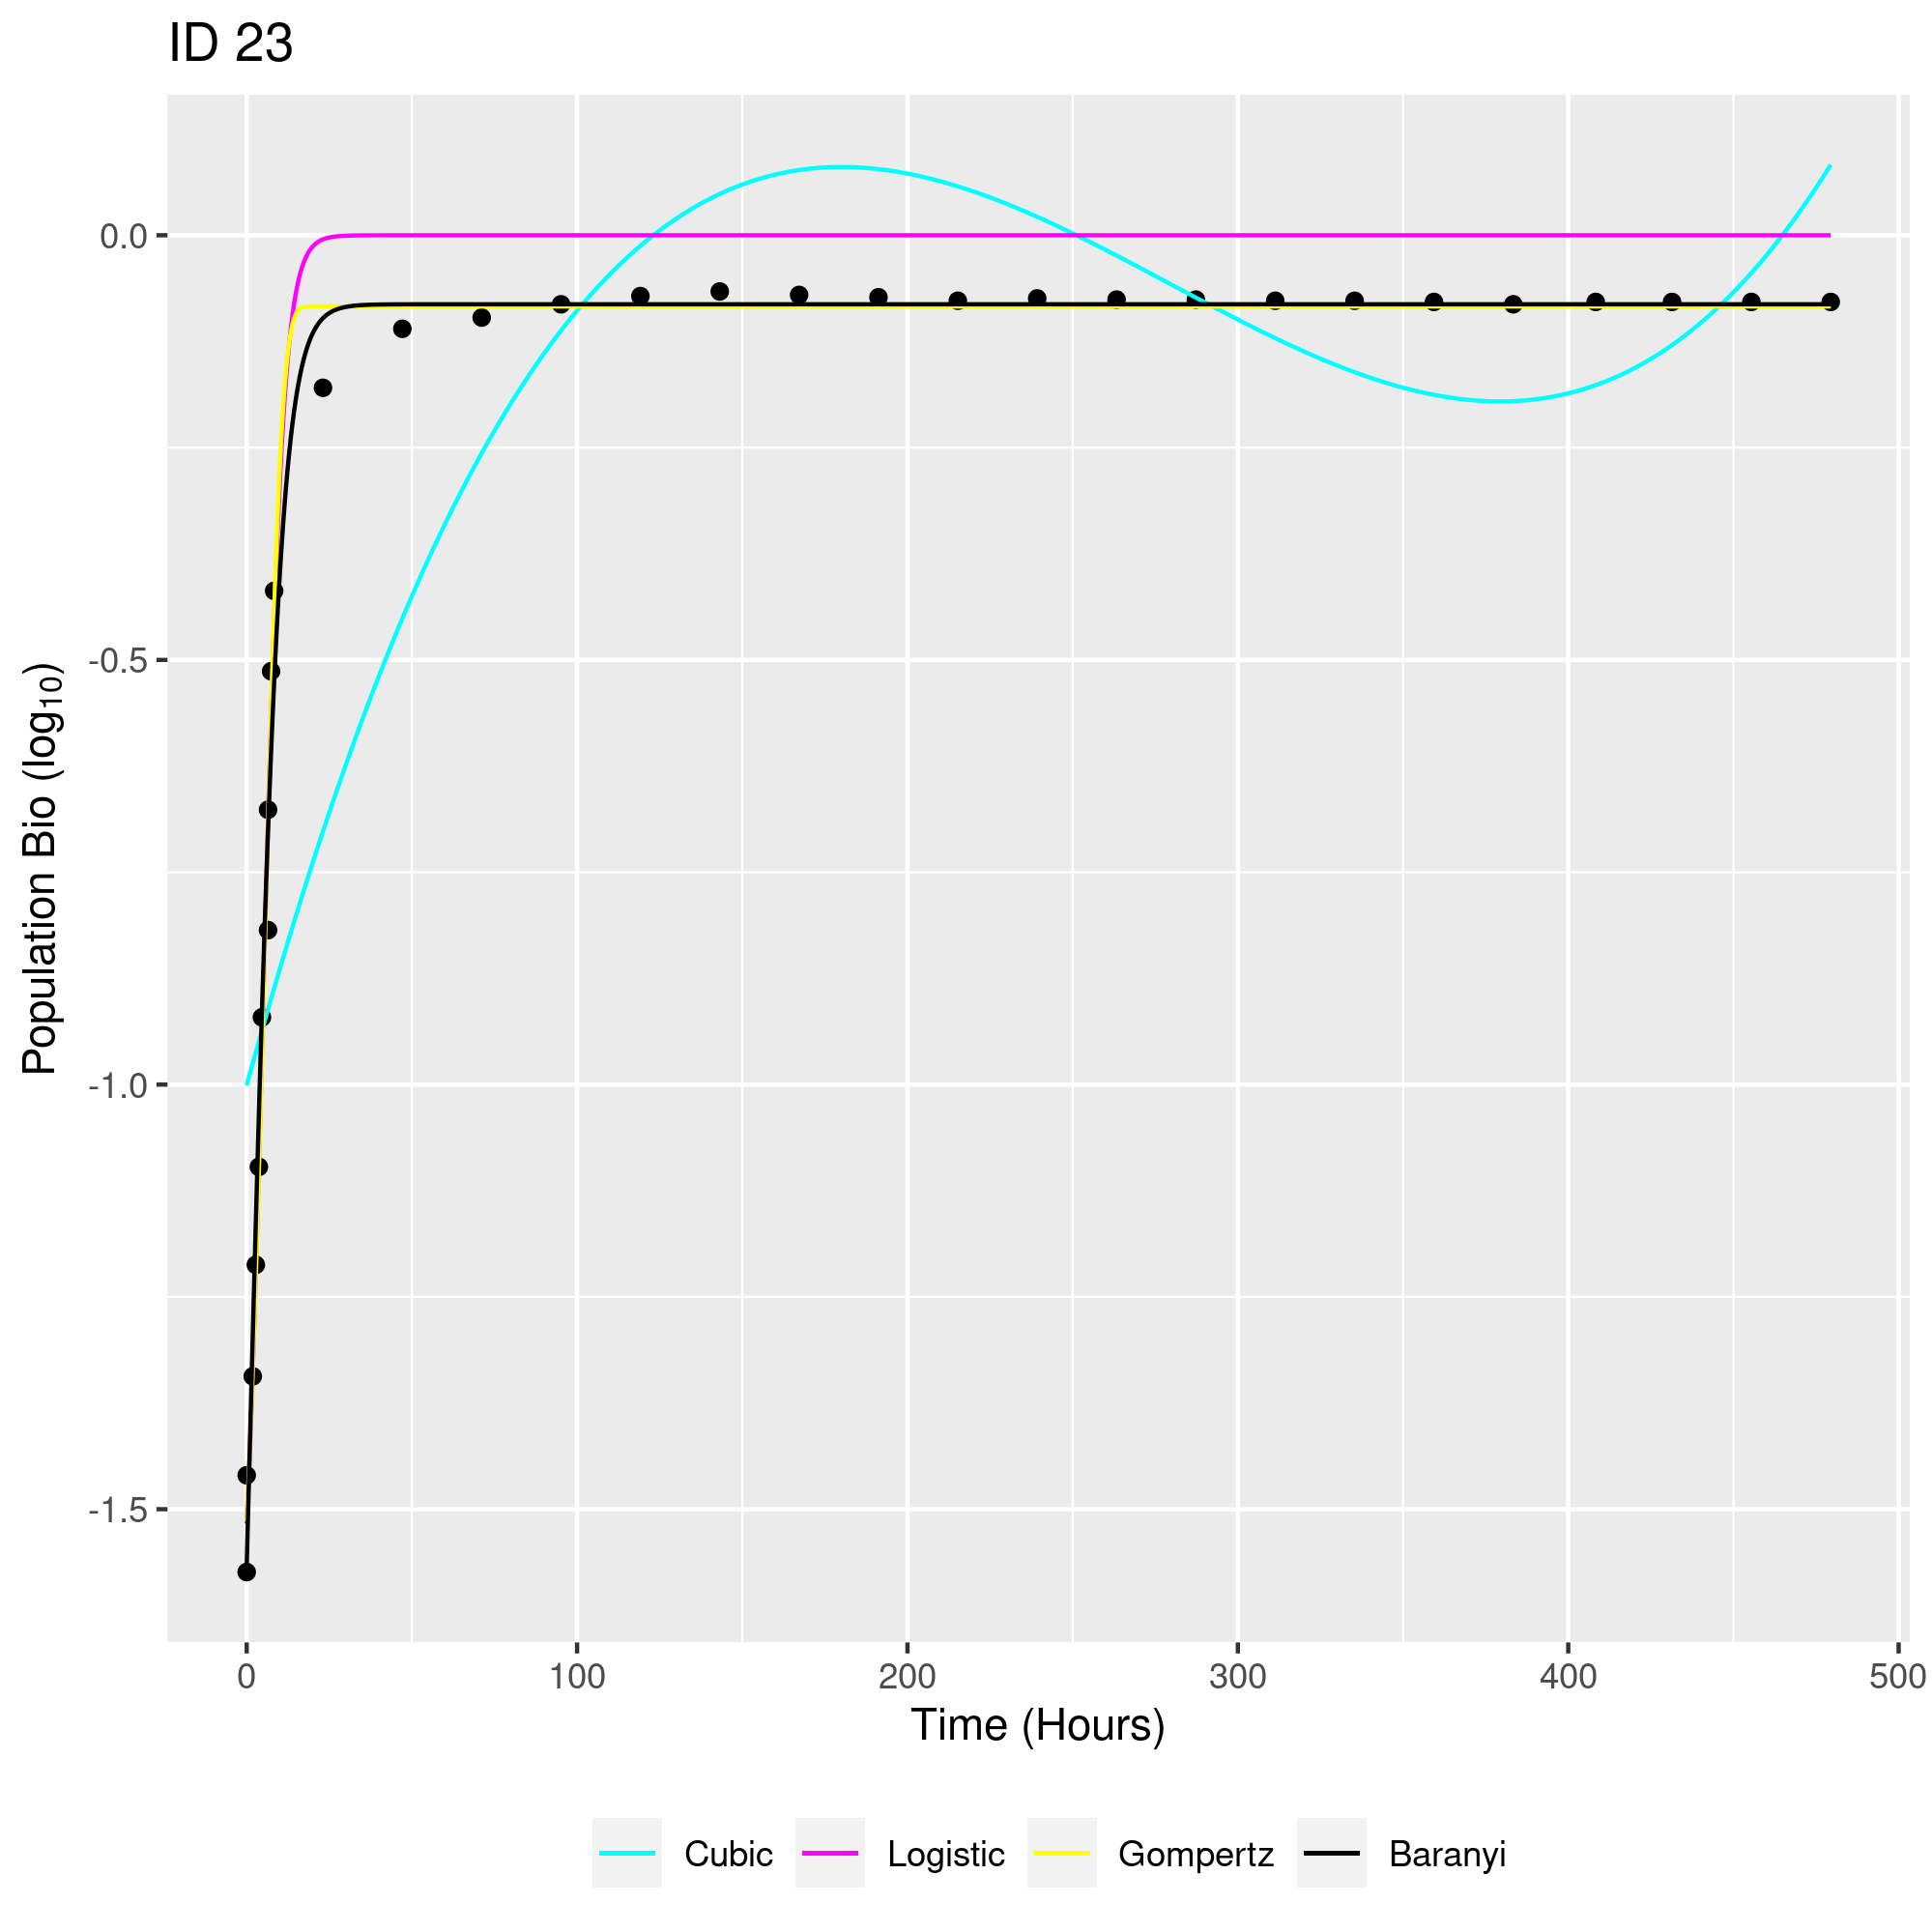 ID 23
Population Bio (log₁₀)
0.0
-0.5
-1.0
-1.5
0 100 200 300 400 500
Time (Hours)
Cubic Logistic Gompertz Baranyi